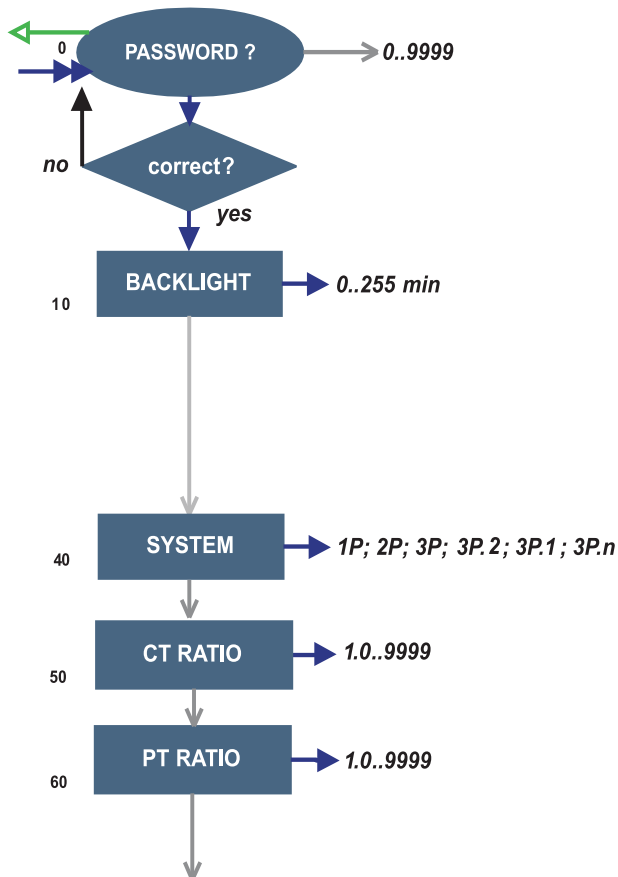 0
PASSWORD ?
0..9999
correct?
no
yes
BACKLIGHT
0..255 min
10
SYSTEM
1P; 2P; 3P; 3P.2; 3P.1; 3P.n
40
CT RATIO
1.0..9999
50
PT RATIO
1.0..9999
60